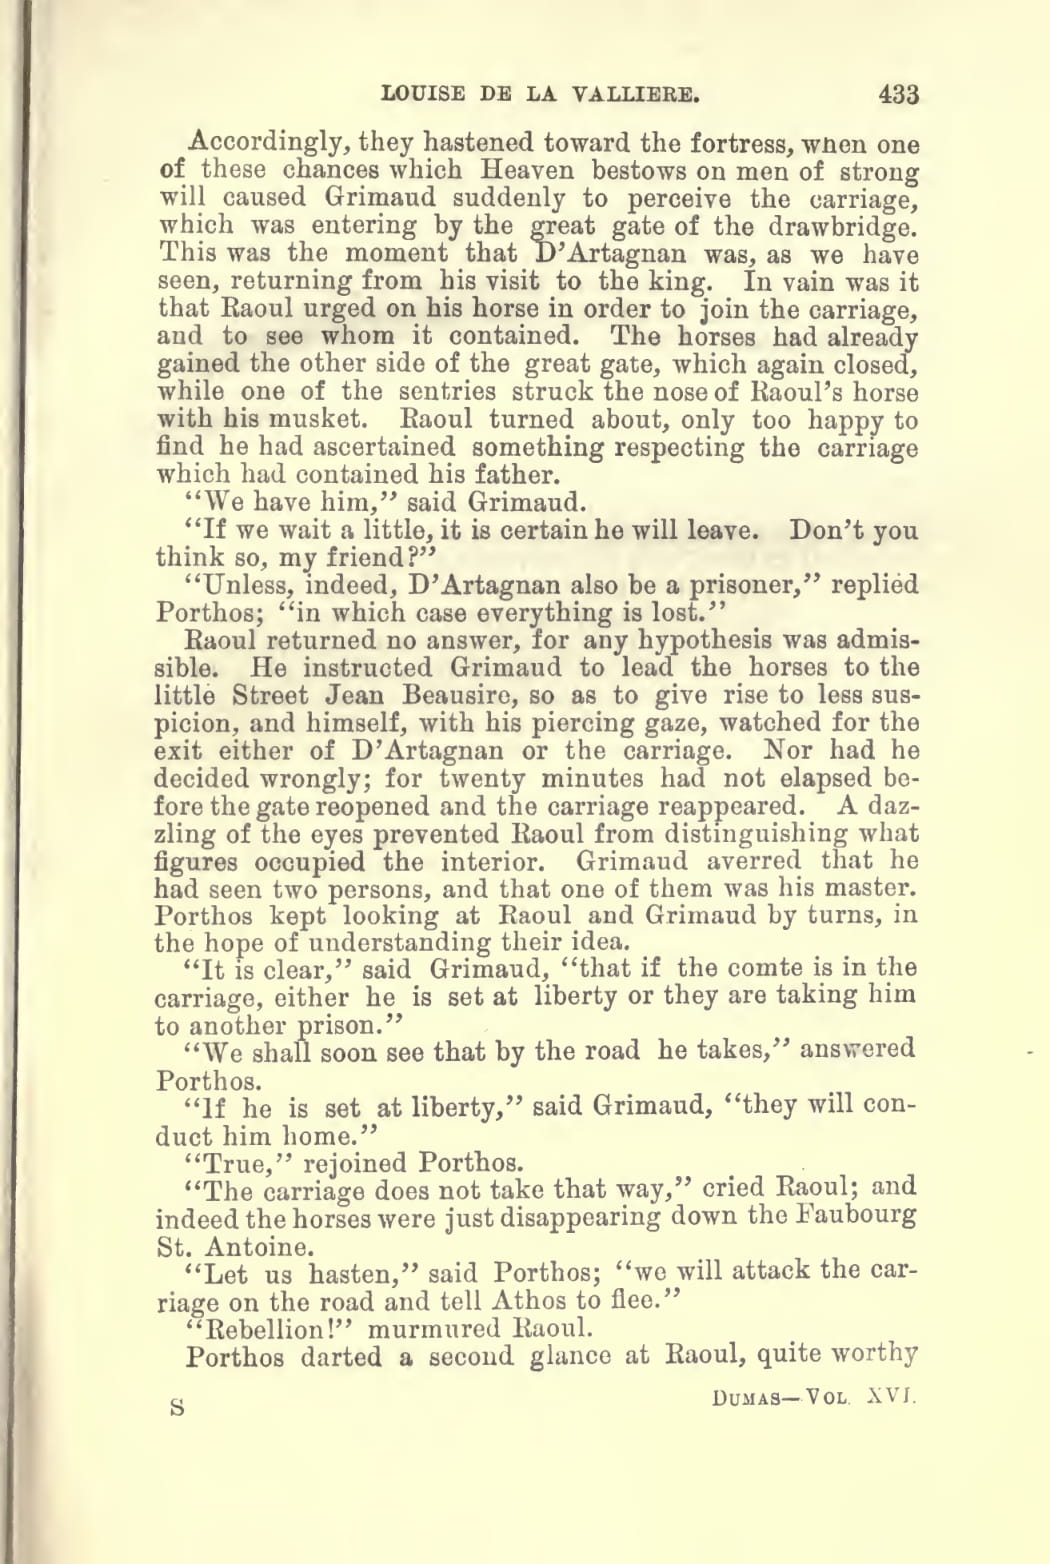 LOUISE DE LA VALLIERE. 433
Accordingly, they hastened toward the fortress, when one
of these chances which Heaven bestows on men of strong
will caused Grimaud suddenly to perceive the carriage,
which was entering by the great gate of the drawbridge.
This was the moment that D'Artagnan was, as we have
seen, returning from his visit to the king. In vain was it
that Raoul urged on his horse in order to join the carriage,
and to see whom it contained. The horses had already
gained the other side of the great gate, which again closed,
while one of the sentries struck the nose of Raoul's horse
with his musket. Raoul turned about, only too happy to
find he had ascertained something respecting the carriage
which had contained his father.
"We have him," said Grimaud.
"If we wait a little, it is certain he will leave. Don't you
think so, my friend?"
"Unless, indeed, D'Artagnan also be a prisoner," replied
Porthos; "in which case everything is lost."
Raoul returned no answer, for any hypothesis was admis-
sible. He instructed Grimaud to lead the horses to the
little Street Jean Beausire, so as to give rise to less sus-
picion, and himself, with his piercing gaze, watched for the
exit either of D'Artagnan or the carriage. Nor had he
decided wrongly; for twenty minutes had not elapsed be-
fore the gate reopened and the carriage reappeared. A daz-
zling of the eyes prevented Raoul from distinguishing what
figures occupied the interior. Grimaud averred that he
had seen two persons, and that one of them was his master.
Porthos kept looking at Raoul and Grimaud by turns, in
the hope of understanding their idea.
"It is clear," said Grimaud, "that if the comte is in the
carriage, either he is set at liberty or they are taking him
to another prison."
"We shall soon see that by the road he takes," answered
Porthos.
"If he is set at liberty," said Grimaud, "they will con-
duct him home."
"True," rejoined Porthos.
"The carriage does not take that way," cried Raoul; and
indeed the horses were just disappearing down the Faubourg
St. Antoine.
"Let us hasten," said Porthos; "we will attack the car-
riage on the road and tell Athos to flee."
"Rebellion!" murmured Raoul.
Porthos darted a second glance at Raoul, quite worthy
S DUMAS—VOL. XVI.